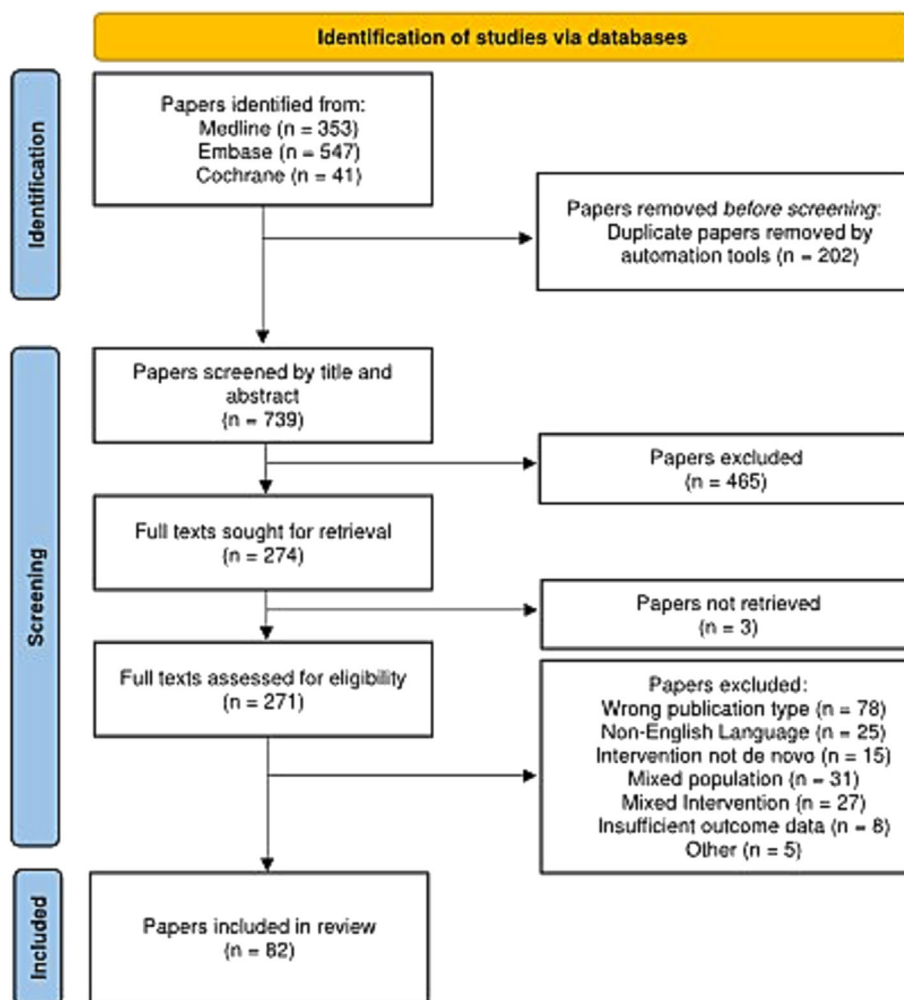 Identification of studies via databases
Identification
Papers identified from:
Medline (n = 353)
Embase (n = 547)
Cochrane (n = 41)
Papers removed before screening:
Duplicate papers removed by
automation tools (n = 202)
Screening
Papers screened by title and
abstract
(n = 739)
Papers excluded
(n = 465)
Full texts sought for retrieval
(n = 274)
Papers not retrieved
(n = 3)
Full texts assessed for eligibility
(n = 271)
Papers excluded:
Wrong publication type (n = 78)
Non-English Language (n = 25)
Intervention not de novo (n = 15)
Mixed population (n = 31)
Mixed Intervention (n = 27)
Insufficient outcome data (n = 8)
Other (n = 5)
Included
Papers included in review
(n = 82)